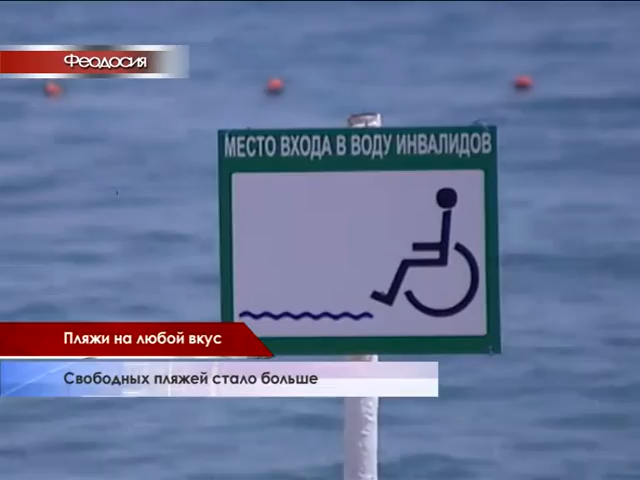 Феодосия
МЕСТО ВХОДА В ВОДУ ИНВАЛИДОВ
Пляжи на любой вкус
Свободных пляжей стало больше